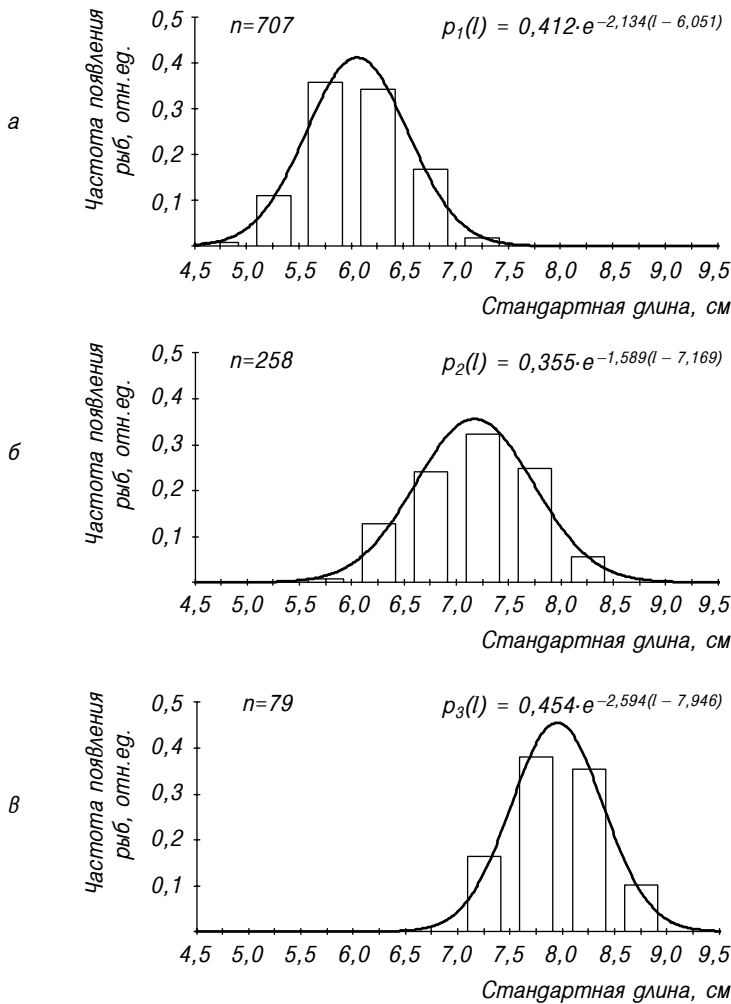 а
Частота появления
рыб, отн.ед.
0,5
0,4
0,3
0,2
0,1
n=707
p₁(l) = 0,412·e⁻²,¹³⁴⁽ˡ ⁻ ⁶,⁰⁵¹⁾
4,5 5,0 5,5 6,0 6,5 7,0 7,5 8,0 8,5 9,0 9,5
Стандартная длина, см
б
Частота появления
рыб, отн.ед.
0,5
0,4
0,3
0,2
0,1
n=258
p₂(l) = 0,355·e⁻¹,⁵⁸⁹⁽ˡ ⁻ ⁷,¹⁶⁹⁾
4,5 5,0 5,5 6,0 6,5 7,0 7,5 8,0 8,5 9,0 9,5
Стандартная длина, см
в
Частота появления
рыб, отн.ед.
0,5
0,4
0,3
0,2
0,1
n=79
p₃(l) = 0,454·e⁻²,⁵⁹⁴⁽ˡ ⁻ ⁷,⁹⁴⁶⁾
4,5 5,0 5,5 6,0 6,5 7,0 7,5 8,0 8,5 9,0 9,5
Стандартная длина, см